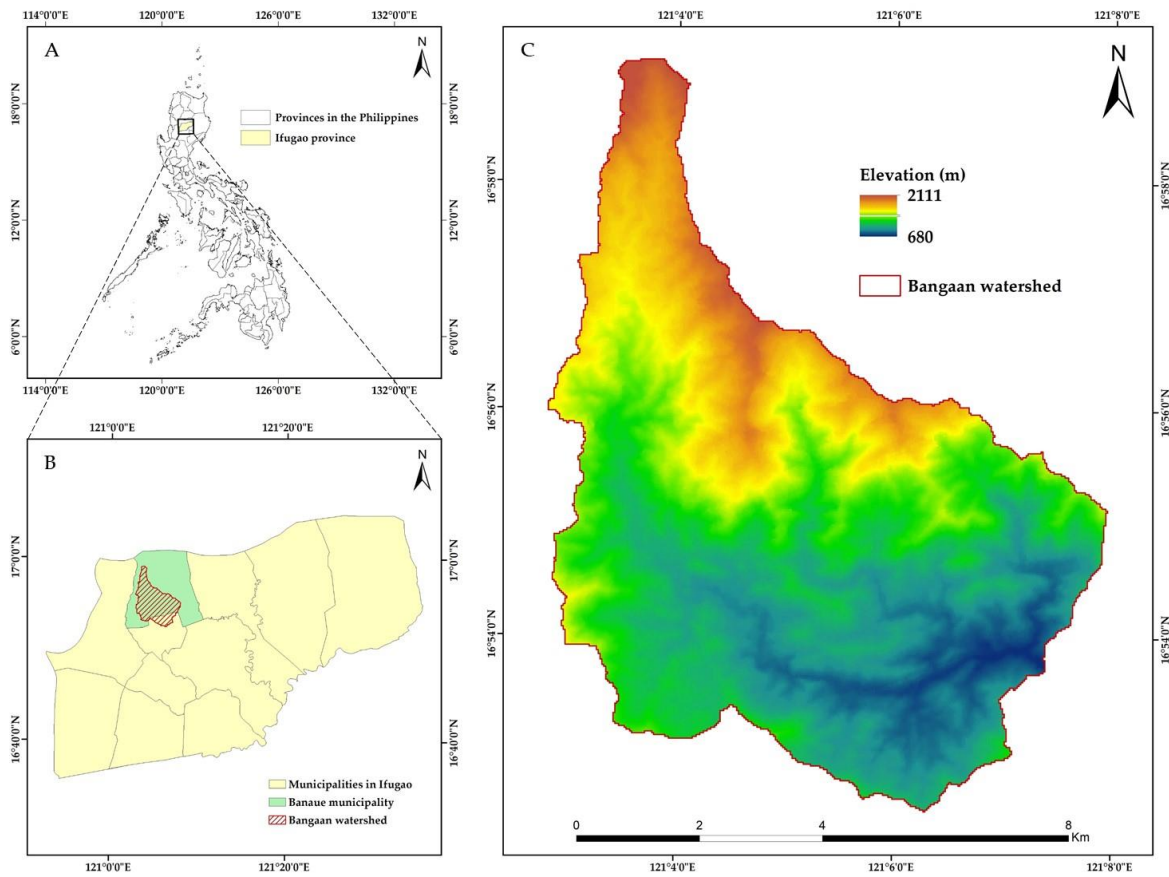 114°0'0"E 120°0'0"E 126°0'0"E 132°0'0"E
A
N
18°0'0"N
12°0'0"N
6°0'0"N
18°0'0"N
12°0'0"N
6°0'0"N
Provinces in the Philippines
Ifugao province
114°0'0"E 120°0'0"E 126°0'0"E 132°0'0"E
121°0'0"E 121°20'0"E
B
N
17°0'0"N
16°40'0"N
17°0'0"N
16°40'0"N
Municipalities in Ifugao
Banaue municipality
Bangaan watershed
121°0'0"E 121°20'0"E
121°4'0"E 121°6'0"E 121°8'0"E
C
N
16°58'0"N
16°56'0"N
16°54'0"N
16°58'0"N
16°56'0"N
16°54'0"N
Elevation (m)
2111
680
Bangaan watershed
0 2 4 8
Km
121°4'0"E 121°6'0"E 121°8'0"E